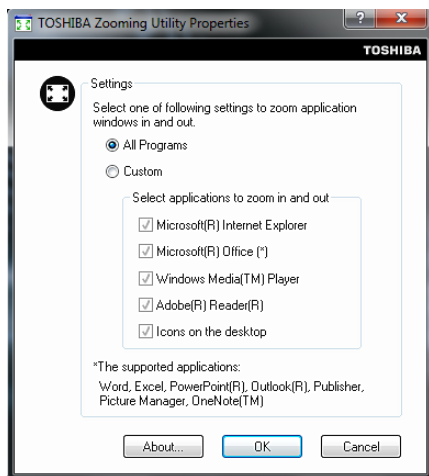 TOSHIBA Zooming Utility Properties
?
X
TOSHIBA
Settings
Select one of following settings to zoom application
windows in and out.
All Programs
Custom
Select applications to zoom in and out
Microsoft(R) Internet Explorer
Microsoft(R) Office (*)
Windows Media(TM) Player
Adobe(R) Reader(R)
Icons on the desktop
*The supported applications:
Word, Excel, PowerPoint(R), Outlook(R), Publisher,
Picture Manager, OneNote(TM)
About... OK Cancel